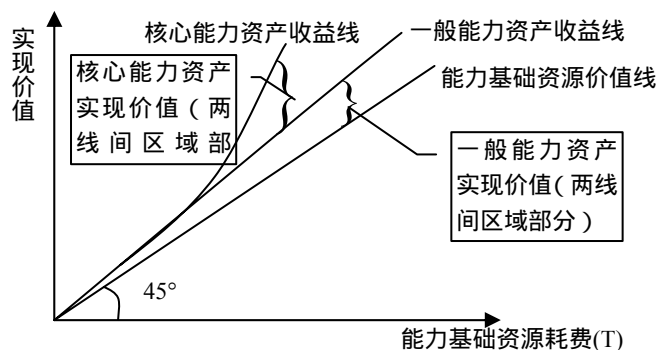 实现价值
核心能力资产收益线
一般能力资产收益线
能力基础资源价值线
核心能力资产
实现价值（两
线间区域部
一般能力资产
实现价值（两线
间区域部分）
45°
能力基础资源耗费(T)